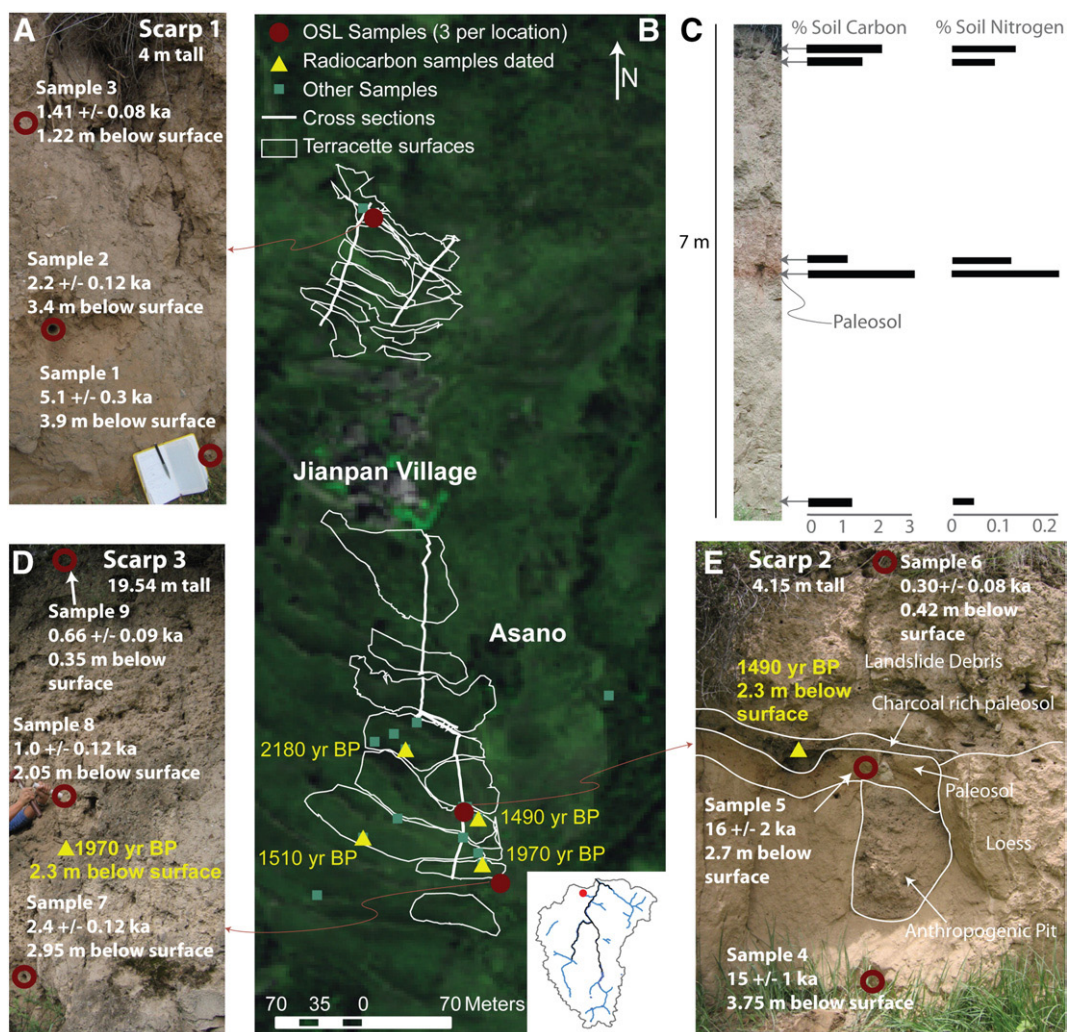 A
Scarp 1
4 m tall
Sample 3
1.41 +/- 0.08 ka
1.22 m below surface
Sample 2
2.2 +/- 0.12 ka
3.4 m below surface
Sample 1
5.1 +/- 0.3 ka
3.9 m below surface
B
OSL Samples (3 per location)
Radiocarbon samples dated
Other Samples
Cross sections
Terracette surfaces
N
Jianpan Village
Asano
2180 yr BP
1490 yr BP
1510 yr BP
1970 yr BP
70 35 0 70 Meters
C
% Soil Carbon
% Soil Nitrogen
7 m
Paleosol
0 1 2 3
0 0.1 0.2
D
Scarp 3
19.54 m tall
Sample 9
0.66 +/- 0.09 ka
0.35 m below
surface
Sample 8
1.0 +/- 0.12 ka
2.05 m below surface
1970 yr BP
2.3 m below surface
Sample 7
2.4 +/- 0.12 ka
2.95 m below surface
E
Scarp 2
4.15 m tall
Sample 6
0.30+/- 0.08 ka
0.42 m below
surface
Landslide Debris
1490 yr BP
2.3 m below
surface
Charcoal rich paleosol
Paleosol
Sample 5
16 +/- 2 ka
2.7 m below
surface
Loess
Anthropogenic Pit
Sample 4
15 +/- 1 ka
3.75 m below surface